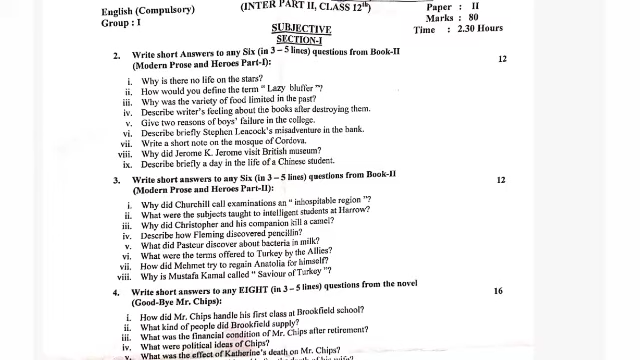 English (Compulsory) (INTER PART II, CLASS 12th) Paper : II
Group : I Marks : 80
SUBJECTIVE Time : 2.30 Hours
SECTION-I
2. Write short Answers to any Six (in 3 – 5 lines) questions from Book-II 12
(Modern Prose and Heroes Part-I):
i. Why is there no life on the stars?
ii. How would you define the term " Lazy bluffer "?
iii. Why was the variety of food limited in the past?
iv. Describe writer's feeling about the books after destroying them.
v. Give two reasons of boys' failure in the college.
vi. Describe briefly Stephen Leacock's misadventure in the bank.
vii. Write a short note on the mosque of Cordova.
viii. Why did Jerome K. Jerome visit British museum?
ix. Describe briefly a day in the life of a Chinese student.
3. Write short answers to any Six (in 3 – 5 lines) questions from Book-II 12
(Modern Prose and Heroes Part-II):
i. Why did Churchill call examinations an " inhospitable region "?
ii. What were the subjects taught to intelligent students at Harrow?
iii. Why did Christopher and his companion kill a camel?
iv. Describe how Fleming discovered pencillin?
v. What did Pasteur discover about bacteria in milk?
vi. What were the terms offered to Turkey by the Allies?
vii. How did Mehmet try to regain Anatolia for himself?
viii. Why is Mustafa Kamal called " Saviour of Turkey "?
4. Write short answers to any EIGHT (in 3 – 5 lines) questions from the novel 16
(Good-Bye Mr. Chips):
i. How did Mr. Chips handle his first class at Brookfield school?
ii. What kind of people did Brookfield supply?
iii. What was the financial condition of Mr. Chips after retirement?
iv. What were political ideas of Chips?
v. What was the effect of Katherine's death on Mr. Chips?